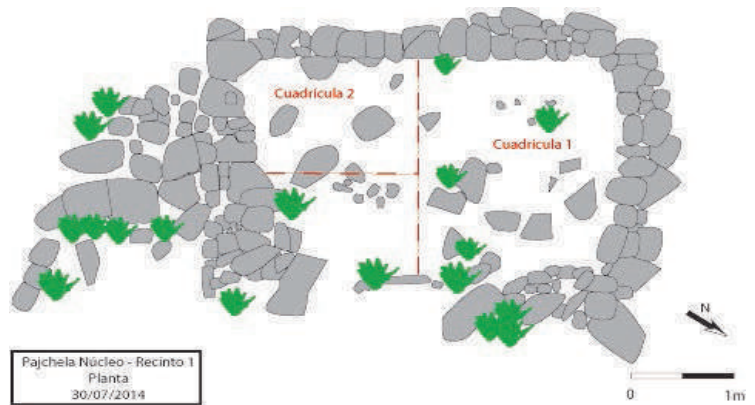 Cuadrícula 2
Cuadrícula 1
N
Pajchela Núcleo - Recinto 1
Planta
30/07/2014
0 1m